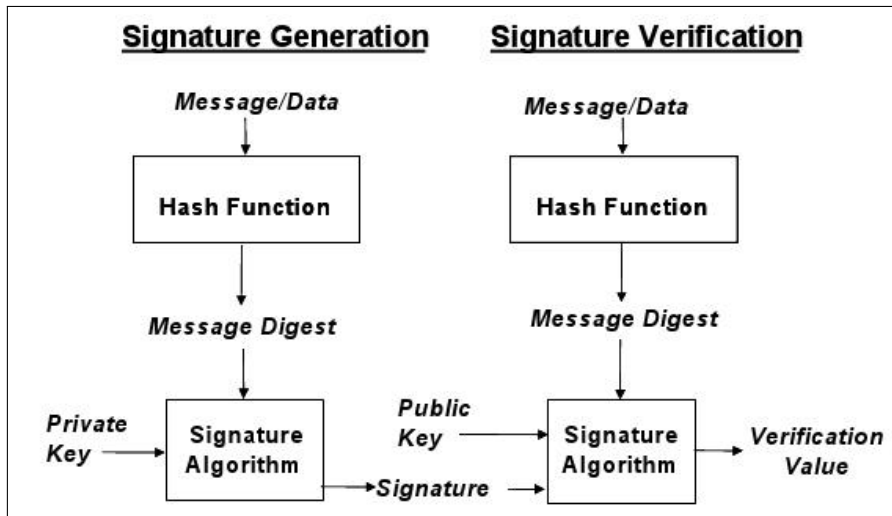 Signature Generation
Message/Data
Hash Function
Message Digest
Private
Key
Signature
Algorithm
Signature
Signature Verification
Message/Data
Hash Function
Message Digest
Public
Key
Signature
Algorithm
Verification
Value